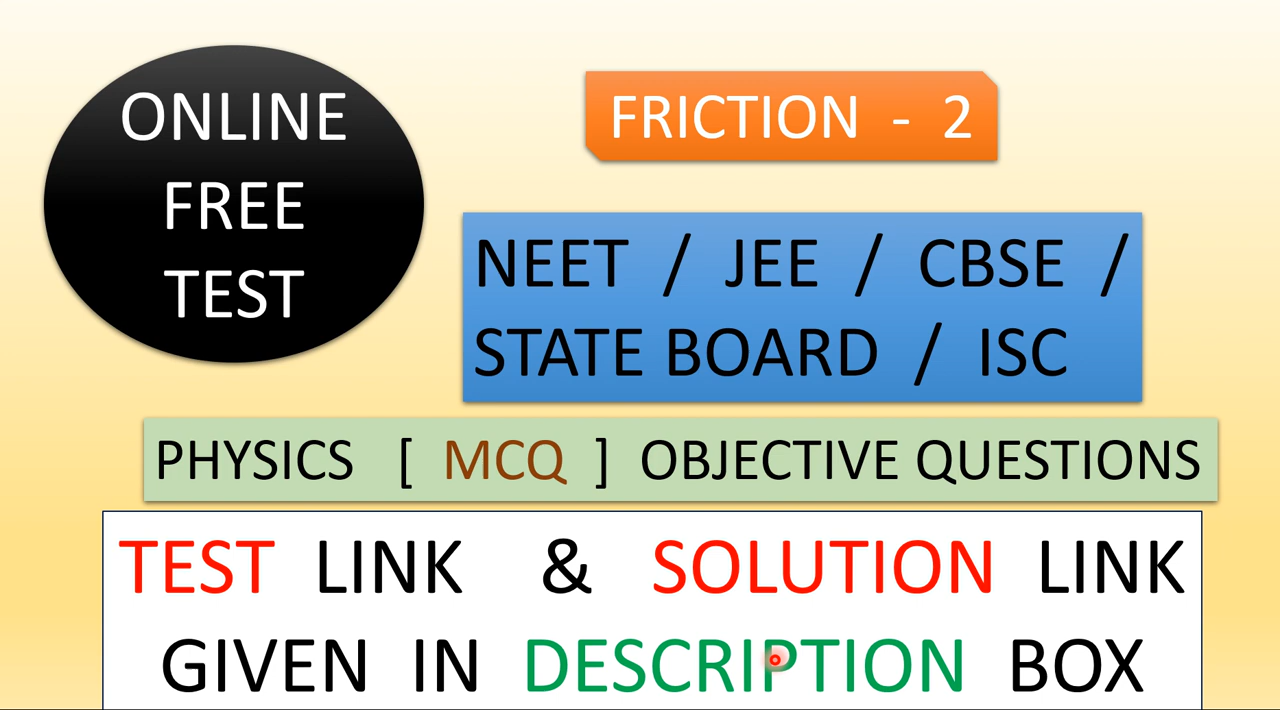 ONLINE
FREE
TEST
FRICTION - 2
NEET / JEE / CBSE /
STATE BOARD / ISC
PHYSICS [ MCQ ] OBJECTIVE QUESTIONS
TEST LINK & SOLUTION LINK
GIVEN IN DESCRIPTION BOX